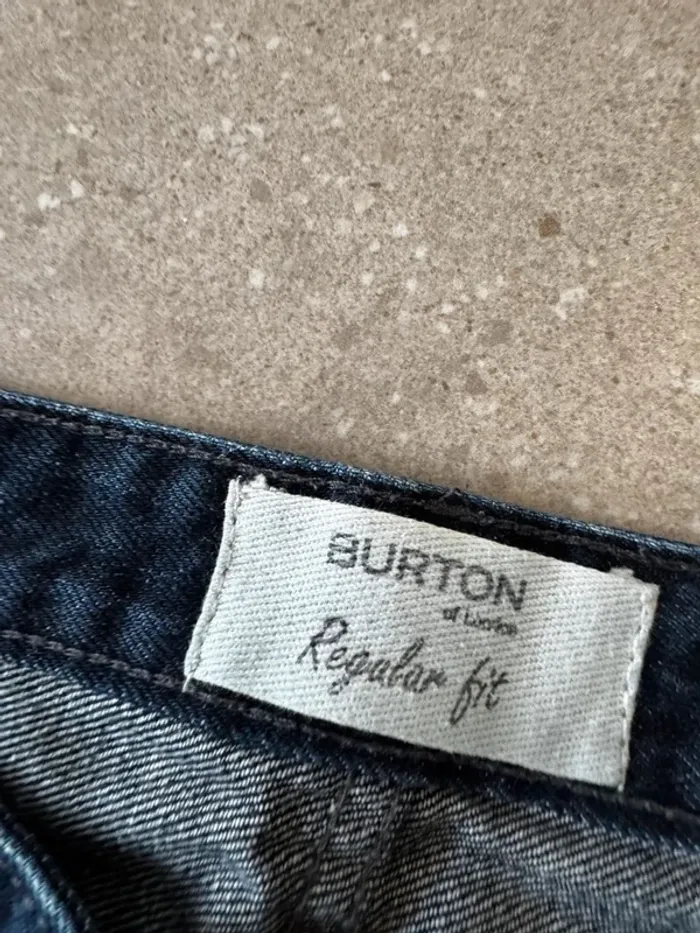 BURTON
of London
Regular fit